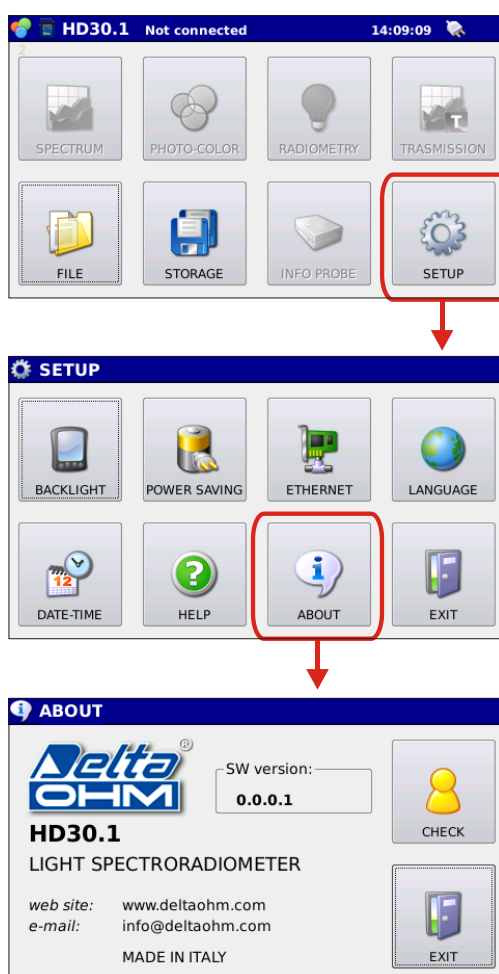 HD30.1 Not connected 14:09:09
2
SPECTRUM PHOTO-COLOR RADIOMETRY TRASMISSION
T
FILE STORAGE INFO PROBE SETUP
SETUP
BACKLIGHT POWER SAVING ETHERNET LANGUAGE
12
DATE-TIME HELP ABOUT EXIT
ABOUT
Delta ®
OHM
SW version:
0.0.0.1
HD30.1
CHECK
LIGHT SPECTRORADIOMETER
web site: www.deltaohm.com
e-mail: info@deltaohm.com
MADE IN ITALY
EXIT